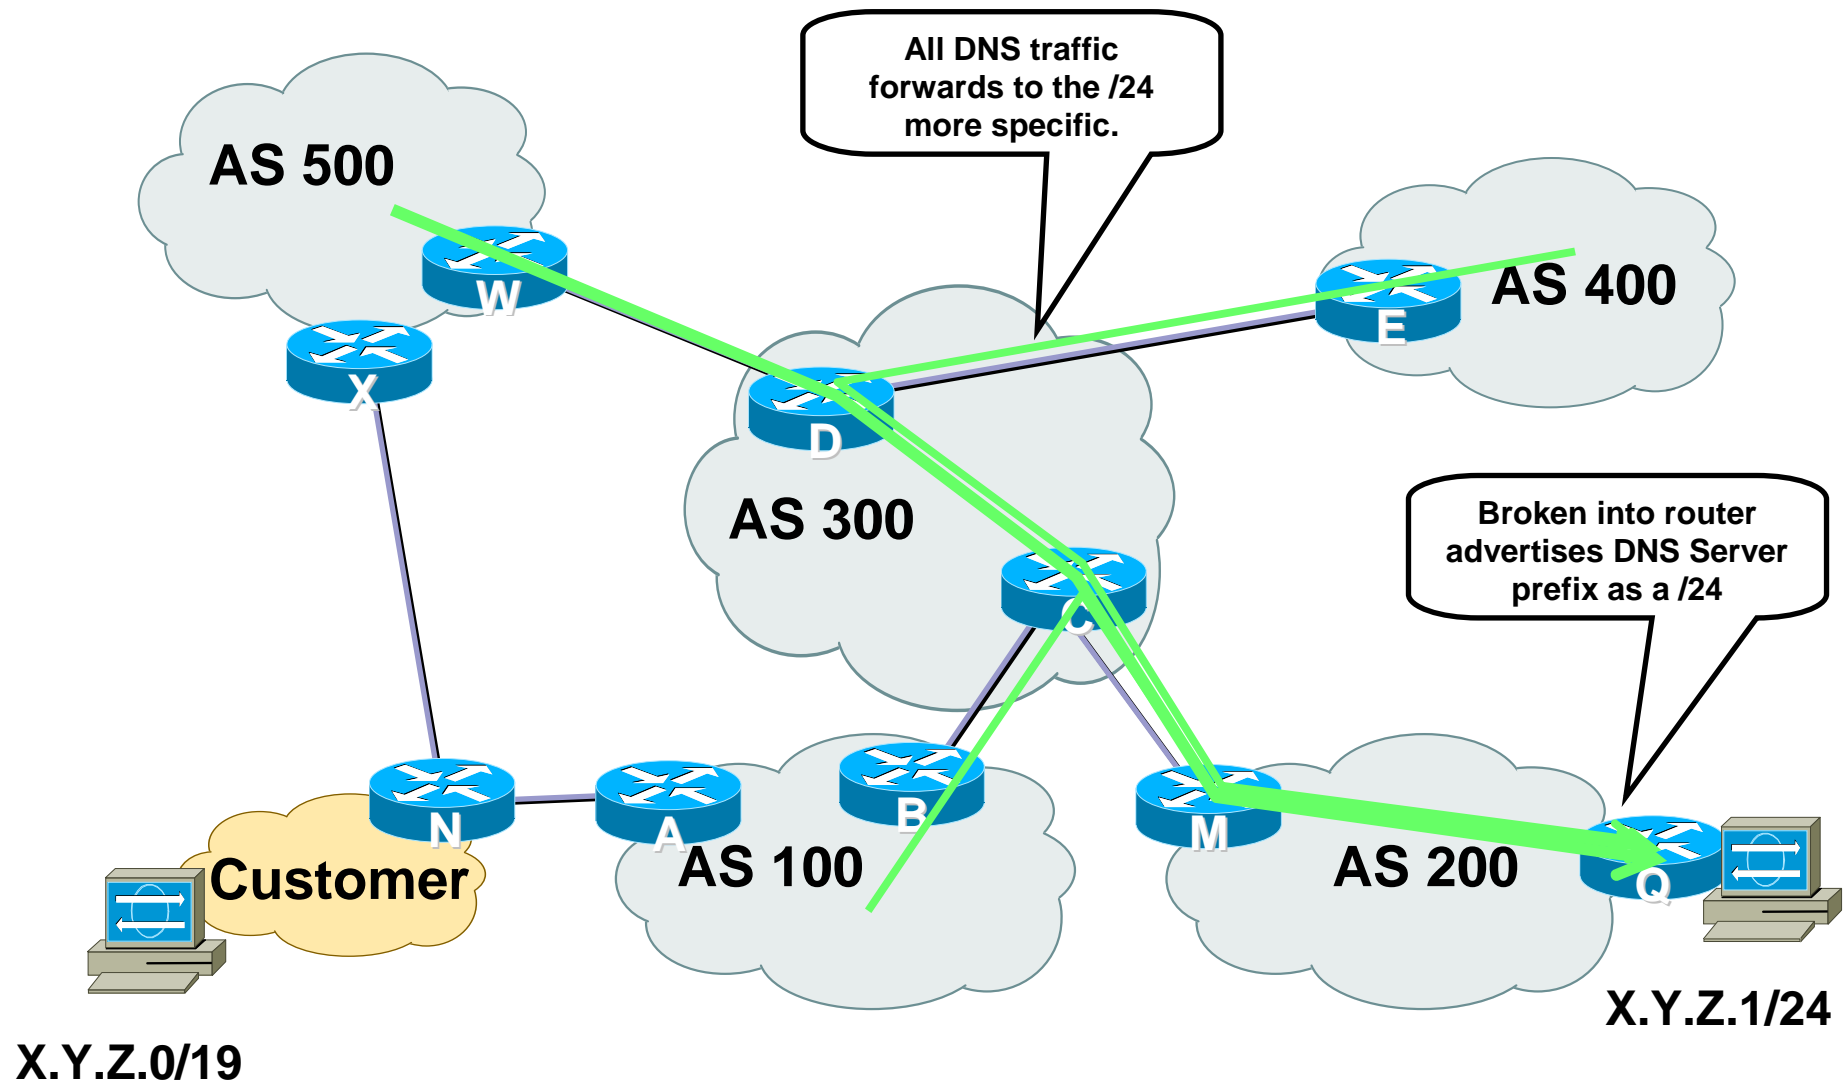 All DNS traffic
forwards to the /24
more specific.
AS 500
W
X
AS 400
E
D
AS 300
C
Broken into router
advertises DNS Server
prefix as a /24
N
A
B
M
Q
Customer
AS 100
AS 200
X.Y.Z.1/24
X.Y.Z.0/19